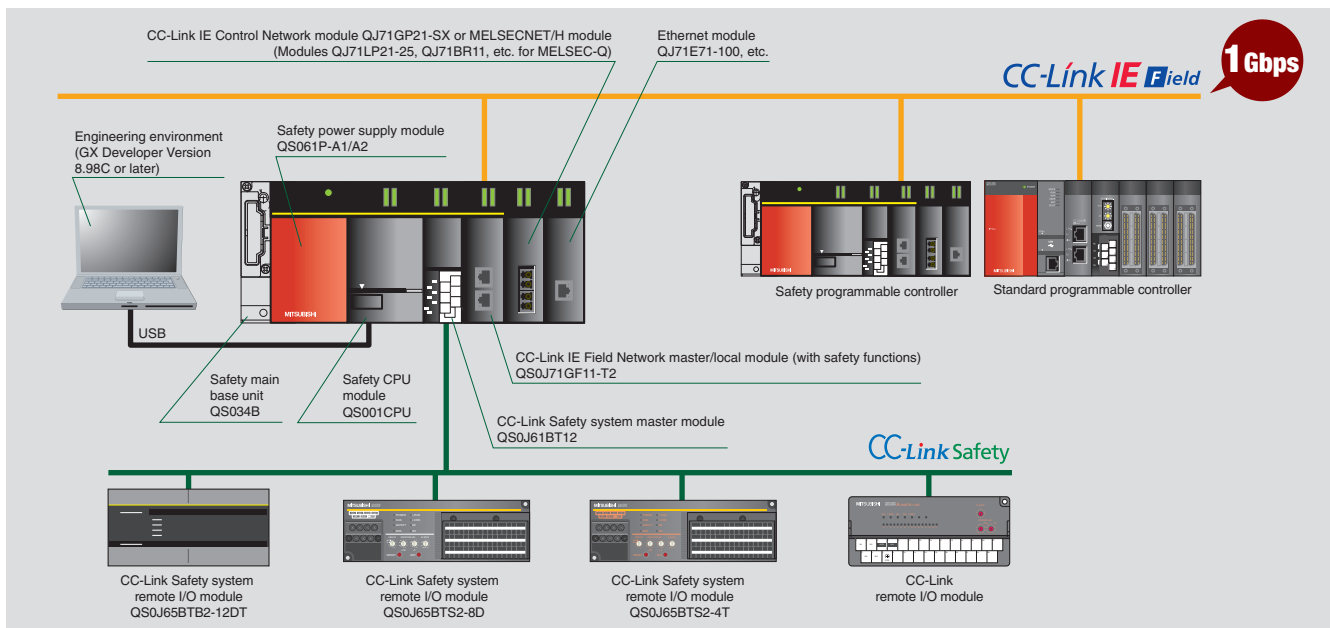 CC-Link IE Control Network module QJ71GP21-SX or MELSECNET/H module
(Modules QJ71LP21-25, QJ71BR11, etc. for MELSEC-Q)
Ethernet module
QJ71E71-100, etc.
1 Gbps
CC-Link IE Field
Engineering environment
(GX Developer Version
8.98C or later)
Safety power supply module
QS061P-A1/A2
MITSUBISHI
MITSUBISHI
Safety programmable controller
Standard programmable controller
USB
CC-Link IE Field Network master/local module (with safety functions)
QS0J71GF11-T2
Safety main
base unit
QS034B
Safety CPU
module
QS001CPU
CC-Link Safety system master module
QS0J61BT12
CC-Link Safety
MITSUBISHI
MITSUBISHI
MITSUBISHI
CC-Link Safety system
remote I/O module
QS0J65BTB2-12DT
CC-Link Safety system
remote I/O module
QS0J65BTS2-8D
CC-Link Safety system
remote I/O module
QS0J65BTS2-4T
CC-Link
remote I/O module